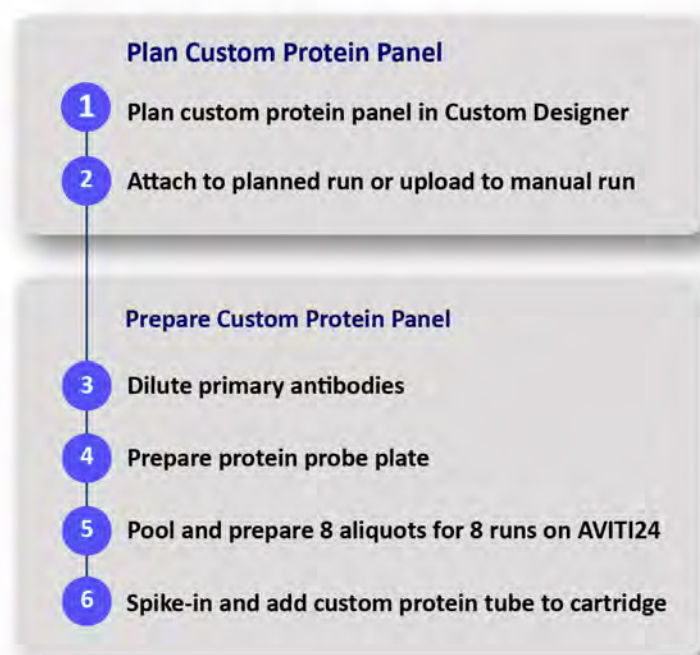 Plan Custom Protein Panel
1 Plan custom protein panel in Custom Designer
2 Attach to planned run or upload to manual run
Prepare Custom Protein Panel
3 Dilute primary antibodies
4 Prepare protein probe plate
5 Pool and prepare 8 aliquots for 8 runs on AVITI24
6 Spike-in and add custom protein tube to cartridge